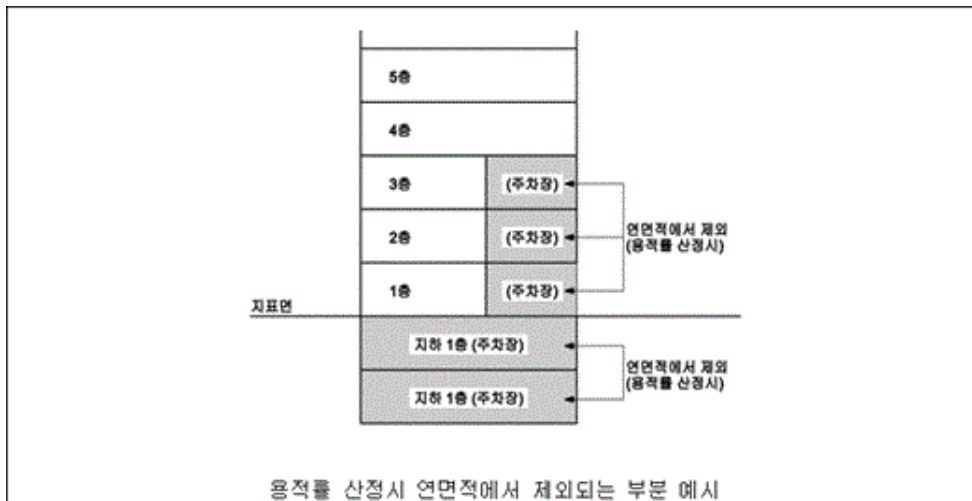 5층
4층
3층 (주차장)
2층 (주차장)
연면적에서 제외
(용적률 산정시)
1층 (주차장)
지표면
지하 1층 (주차장)
연면적에서 제외
(용적률 산정시)
지하 1층 (주차장)
용적률 산정시 연면적에서 제외되는 부분 예시